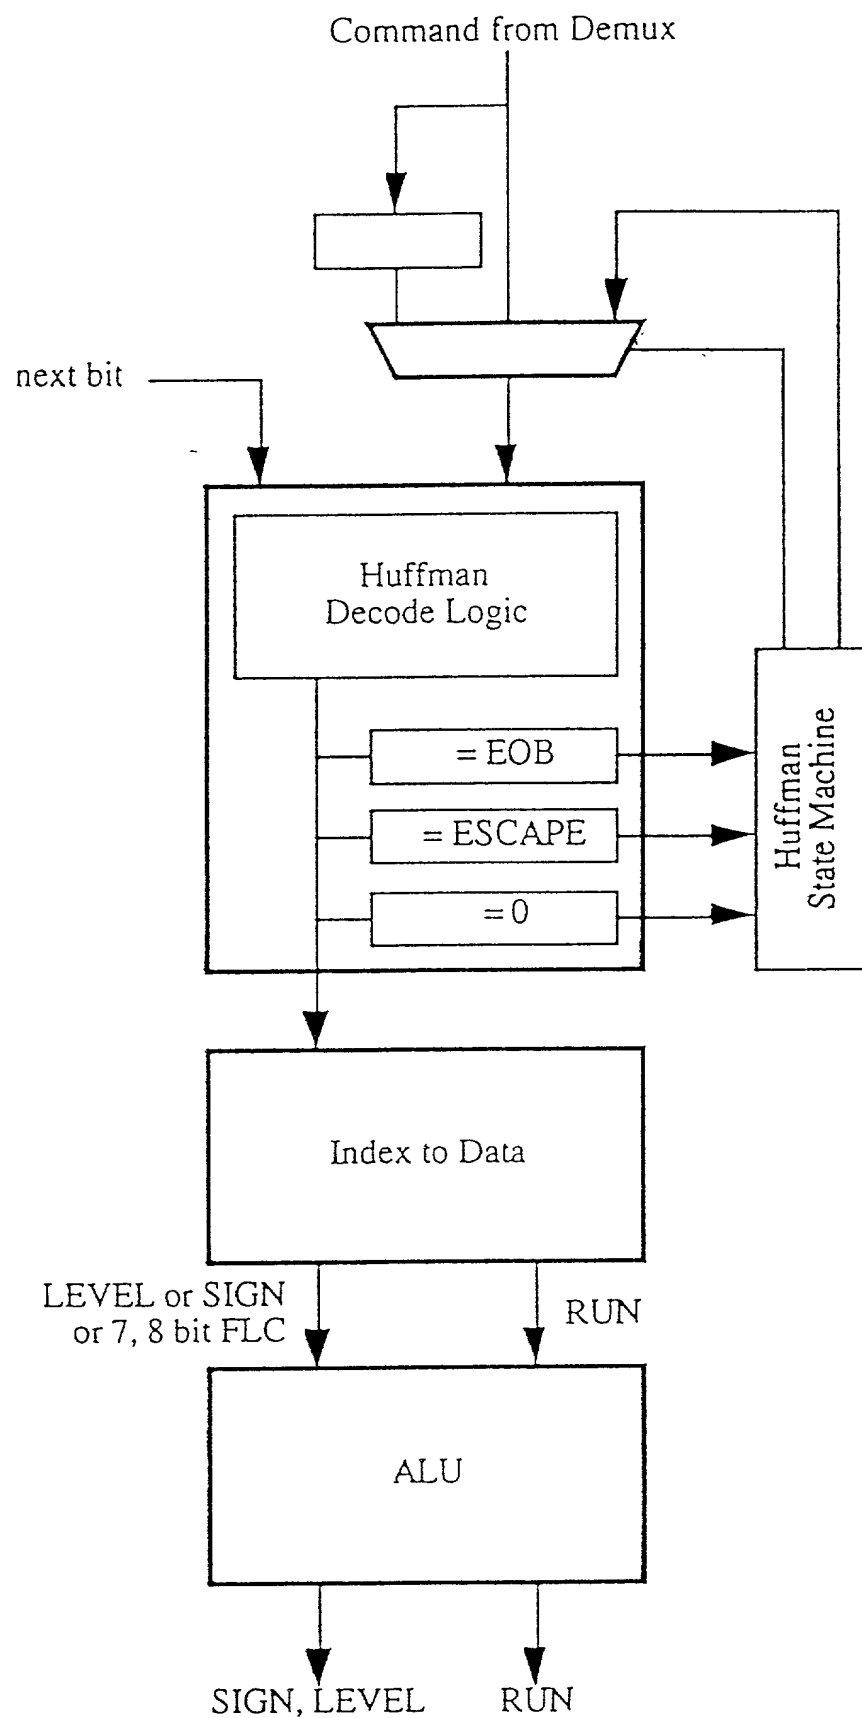 Command from Demux
next bit
Huffman
Decode Logic
= EOB
= ESCAPE
= 0
Huffman
State Machine
Index to Data
LEVEL or SIGN
or 7, 8 bit FLC
RUN
ALU
SIGN, LEVEL
RUN